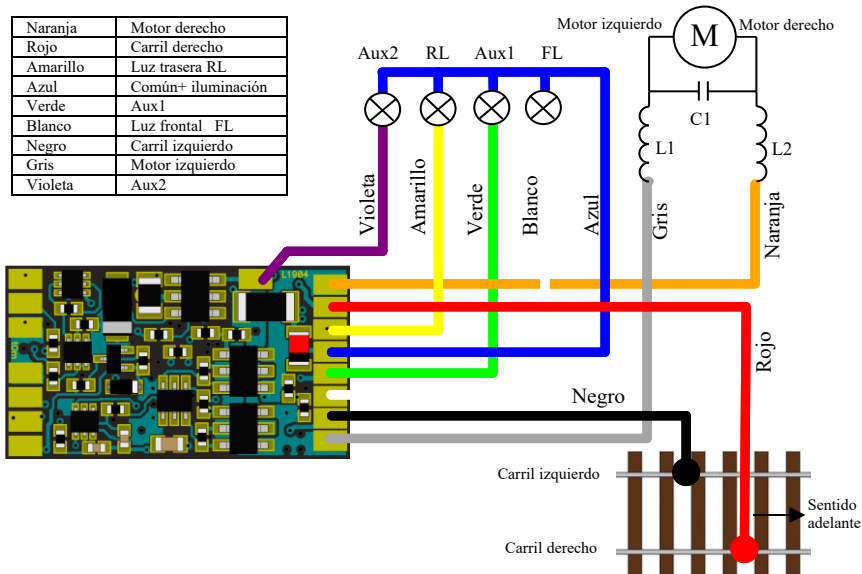 Naranja Motor derecho
Rojo Carril derecho
Amarillo Luz trasera RL
Azul Común+ iluminación
Verde Aux1
Blanco Luz frontal FL
Negro Carril izquierdo
Gris Motor izquierdo
Violeta Aux2
Motor izquierdo
M
Motor derecho
Aux2 RL Aux1 FL
C1
L1
L2
Violeta
Amarillo
Verde
Blanco
Azul
Gris
Naranja
L1904
Rojo
Negro
Carril izquierdo
Sentido
adelante
Carril derecho